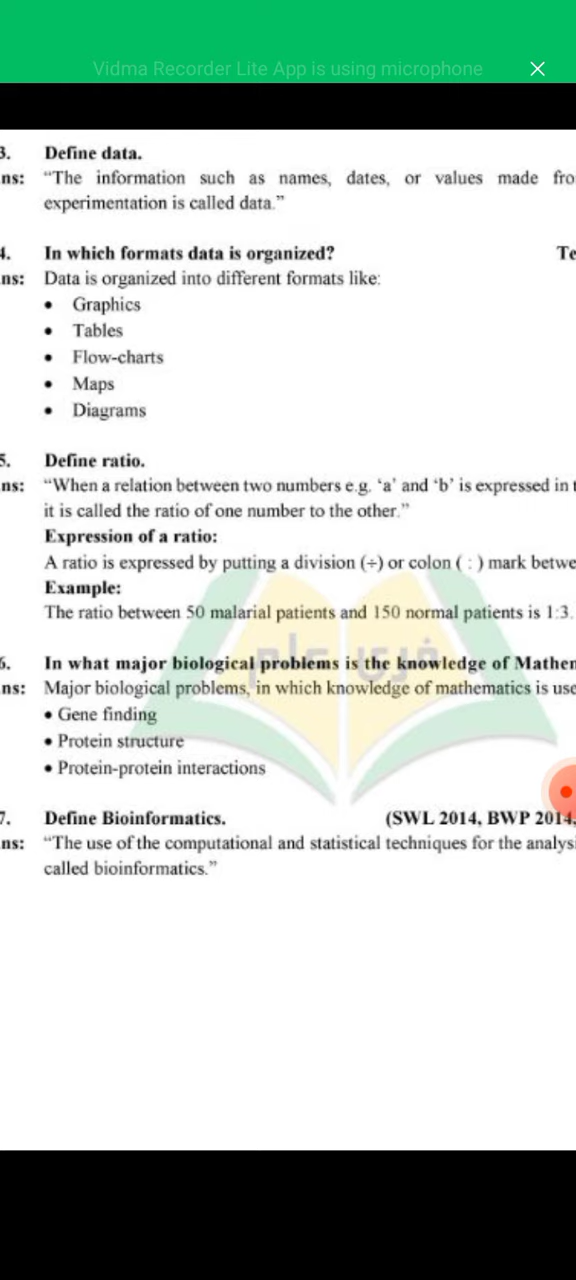 Vidma Recorder Lite App is using microphone
3. Define data.
ns: “The information such as names, dates, or values made fro
experimentation is called data.”
4. In which formats data is organized? Te
ns: Data is organized into different formats like:
• Graphics
• Tables
• Flow-charts
• Maps
• Diagrams
5. Define ratio.
ns: “When a relation between two numbers e.g. ‘a’ and ‘b’ is expressed in t
it is called the ratio of one number to the other.”
Expression of a ratio:
A ratio is expressed by putting a division (÷) or colon ( : ) mark betwe
Example:
The ratio between 50 malarial patients and 150 normal patients is 1:3.
6. In what major biological problems is the knowledge of Mathem
ns: Major biological problems, in which knowledge of mathematics is use
• Gene finding
• Protein structure
• Protein-protein interactions
7. Define Bioinformatics. (SWL 2014, BWP 2014,
ns: “The use of the computational and statistical techniques for the analysi
called bioinformatics.”